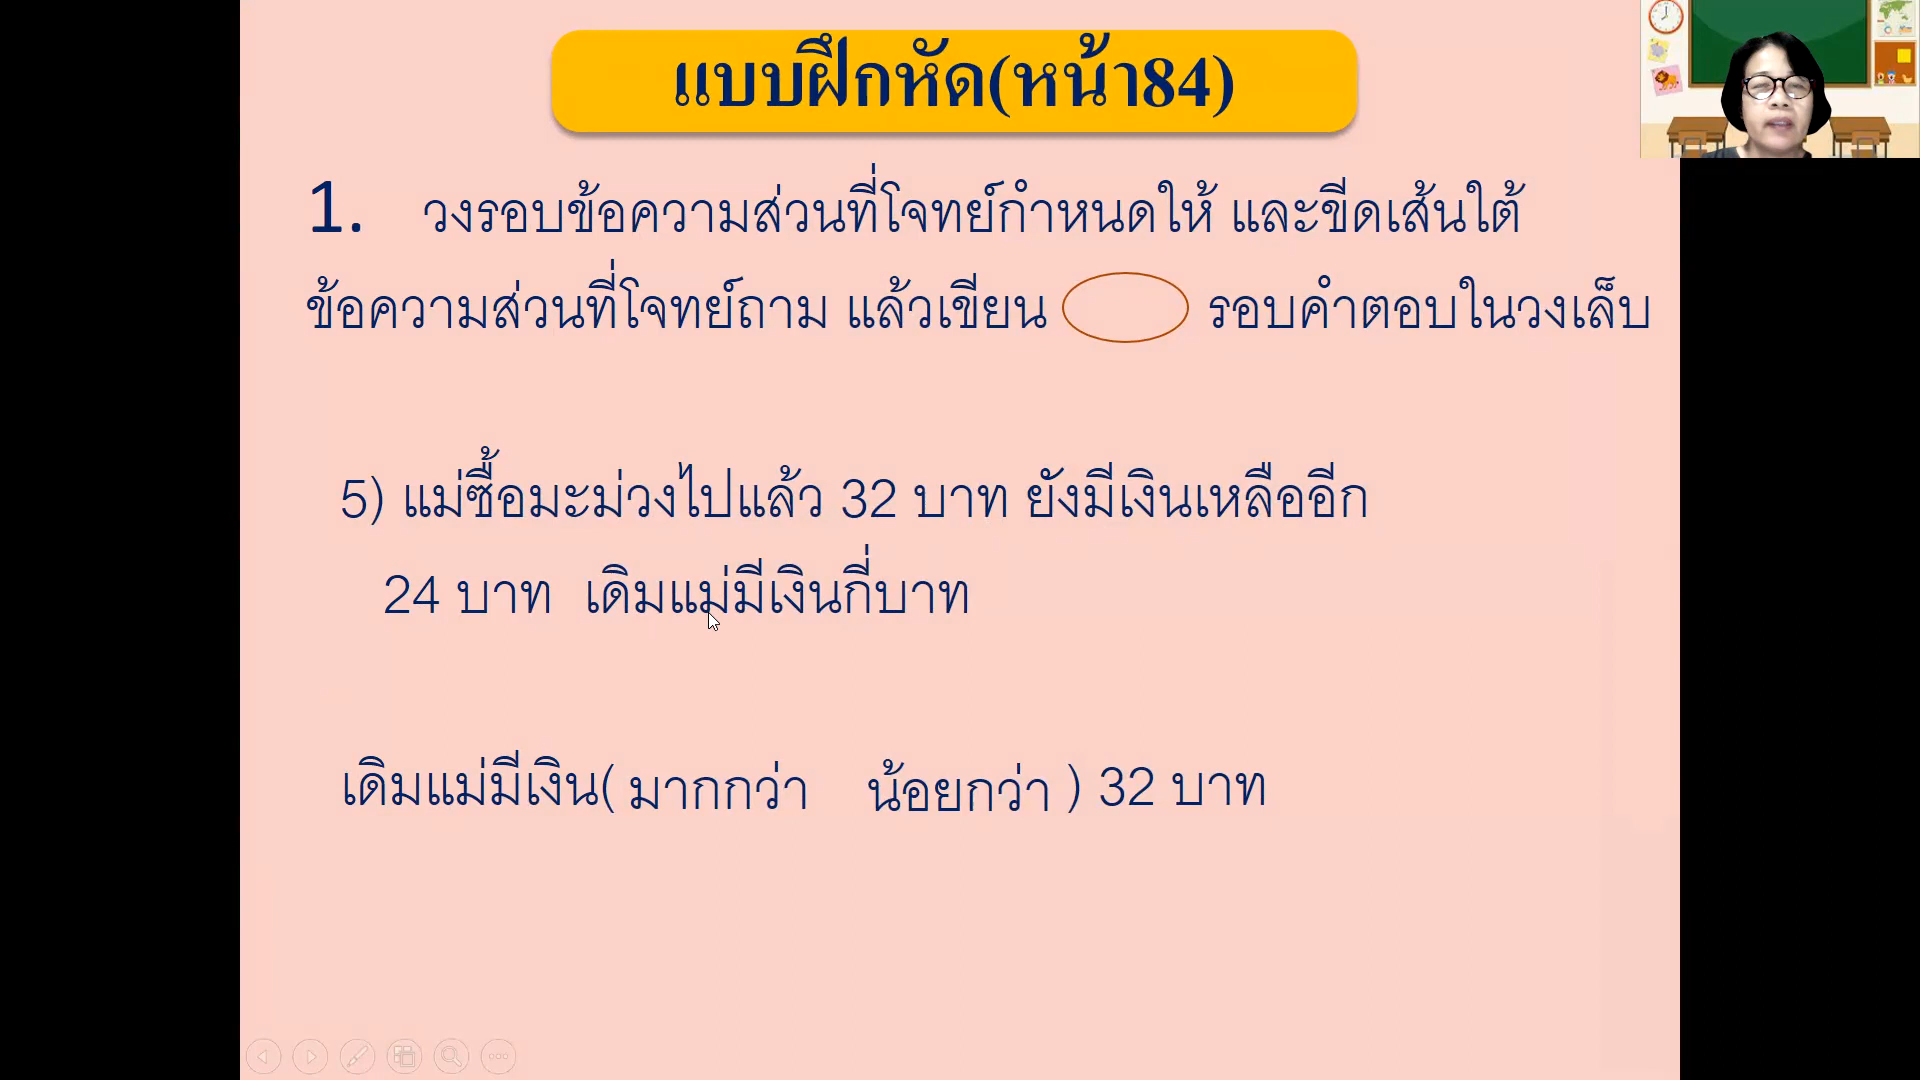 แบบฝึกหัด(หน้า84)
1. วงรอบข้อความส่วนที่โจทย์กำหนดให้ และขีดเส้นใต้
ข้อความส่วนที่โจทย์ถาม แล้วเขียน รอบคำตอบในวงเล็บ
5) แม่ซื้อมะม่วงไปแล้ว 32 บาท ยังมีเงินเหลืออีก
24 บาท เดิมแม่มีเงินกี่บาท
เดิมแม่มีเงิน( มากกว่า น้อยกว่า ) 32 บาท